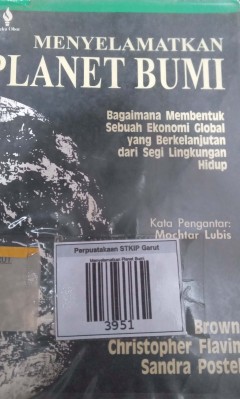 MENYELAMATKAN
PLANET BUMI
Bagaimana Membentuk
Sebuah Ekonomi Global
yang Berkelanjutan
dari Segi Lingkungan
Hidup
Kata Pengantar:
Mochtar Lubis
Perpustakaan STKIP Garut
Menyelamatkan Planet Bumi
3951
Brown
Christopher Flavin
Sandra Postel